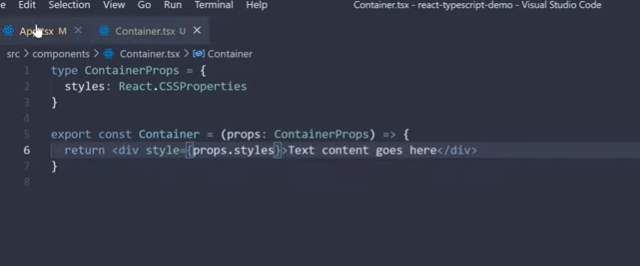 e Edit Selection View Go Run Terminal Help Container.tsx - react-typescript-demo - Visual Studio Code
App.tsx M Container.tsx U
src > components > Container.tsx > Container
1 type ContainerProps = {
2 styles: React.CSSProperties
3 }
4
5 export const Container = (props: ContainerProps) => {
6 return <div style={props.styles}>Text content goes here</div>
7 }
8